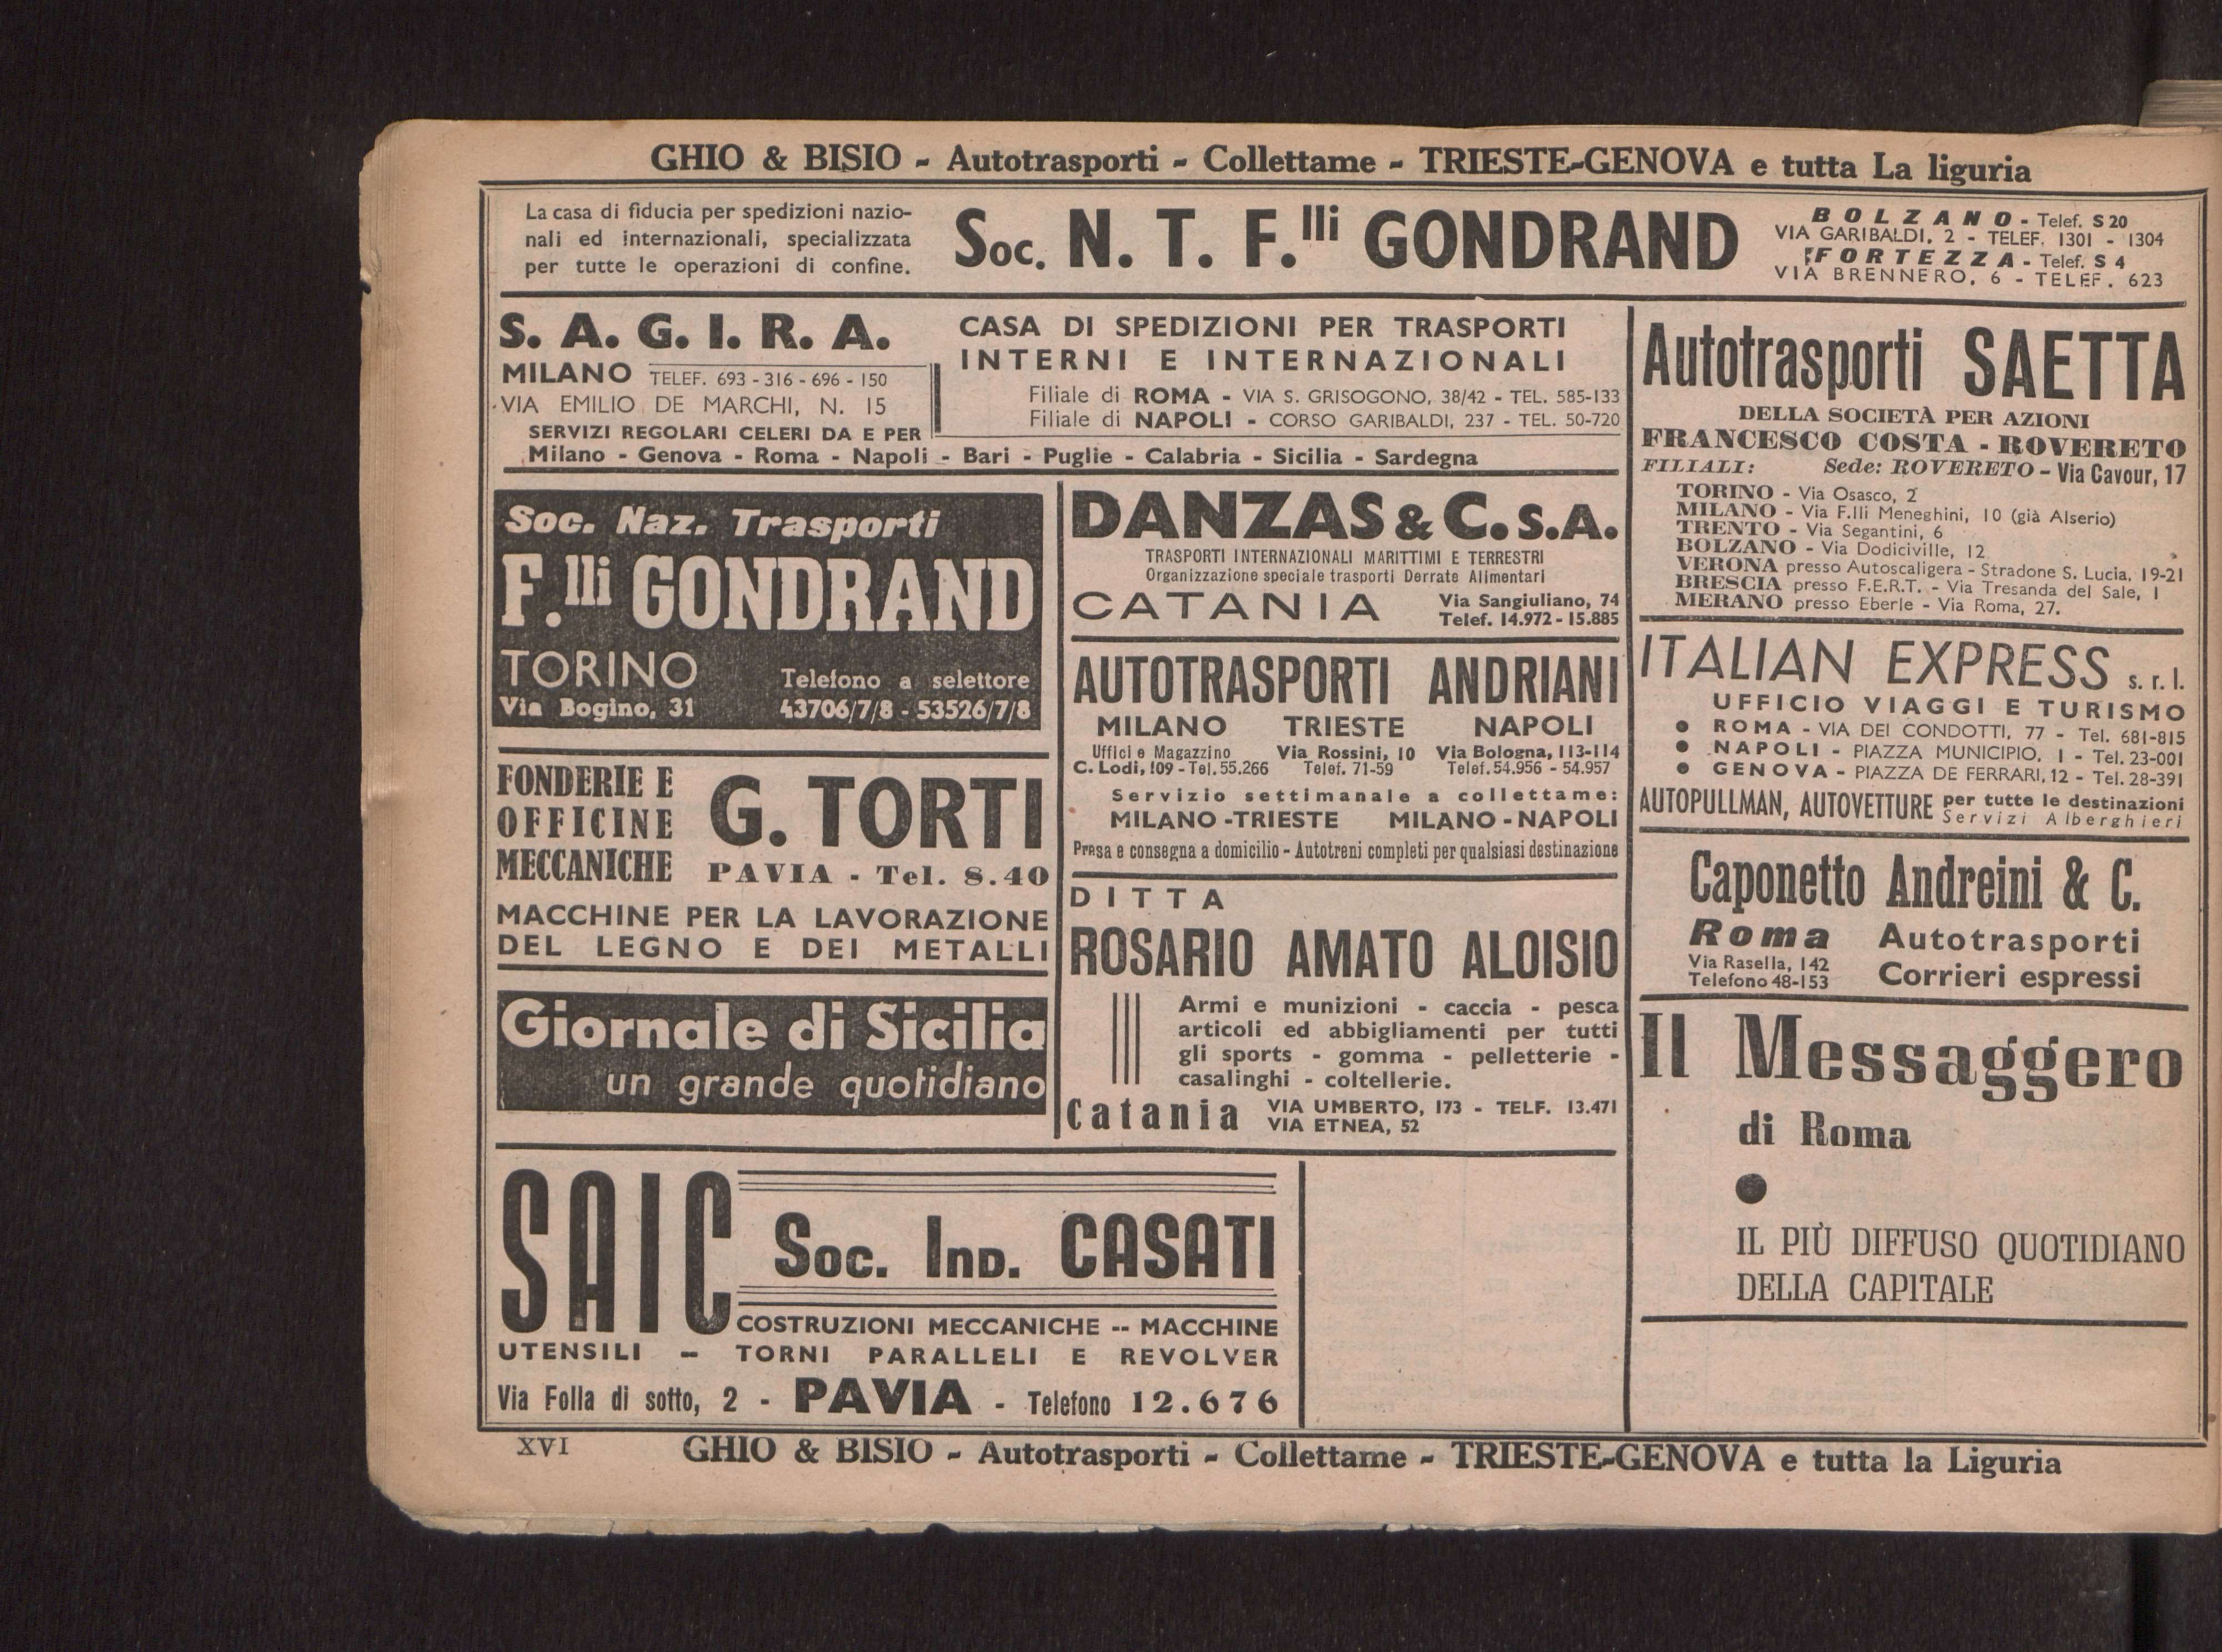 GHIO & BISIO - Autotrasporti - Collettame - TRIESTE-GENOVA e tutta La liguria
La casa di fiducia per spedizioni nazio-
nali ed internazionali, specializzata
per tutte le operazioni di confine.
Soc. N. T. F.lli GONDRAND
BOLZANO - Telef. S 20
VIA GARIBALDI, 2 - TELEF. 1301 - 1304
FORTEZZA - Telef. S 4
VIA BRENNERO, 6 - TELEF. 623
S. A. G. I. R. A.
MILANO TELEF. 693 - 316 - 696 - 150
VIA EMILIO DE MARCHI, N. 15
CASA DI SPEDIZIONI PER TRASPORTI
INTERNI E INTERNAZIONALI
Filiale di ROMA - VIA S. GRISOGONO, 38/42 - TEL. 585-133
Filiale di NAPOLI - CORSO GARIBALDI, 237 - TEL. 50-720
SERVIZI REGOLARI CELERI DA E PER
Milano - Genova - Roma - Napoli - Bari - Puglie - Calabria - Sicilia - Sardegna
Soc. Naz. Trasporti
F.lli GONDRAND
TORINO
Via Bogino, 31
Telefono a selettore
43706/7/8 - 53526/7/8
FONDERIE E
OFFICINE
MECCANICHE
G. TORTI
PAVIA - Tel. 8.40
MACCHINE PER LA LAVORAZIONE
DEL LEGNO E DEI METALLI
Giornale di Sicilia
un grande quotidiano
DANZAS & C. S.A.
TRASPORTI INTERNAZIONALI MARITTIMI E TERRESTRI
Organizzazione speciale trasporti Derrate Alimentari
CATANIA
Via Sangiuliano, 74
Telef. 14.972 - 15.885
AUTOTRASPORTI ANDRIANI
MILANO TRIESTE NAPOLI
Uffici e Magazzino Via Rossini, 10 Via Bologna, 113-114
C. Lodi, 109 - Tel. 55.266 Telef. 71-59 Telef. 54.956 - 54.957
Servizio settimanale a collettame:
MILANO - TRIESTE MILANO - NAPOLI
Presa e consegna a domicilio - Autotreni completi per qualsiasi destinazione
DITTA
ROSARIO AMATO ALOISIO
Armi e munizioni - caccia - pesca
articoli ed abbigliamenti per tutti
gli sports - gomma - pelletterie -
casalinghi - coltellerie.
Catania
VIA UMBERTO, 173 - TELF. 13.471
VIA ETNEA, 52
SAIC
Soc. Ind. CASATI
COSTRUZIONI MECCANICHE -- MACCHINE
UTENSILI - TORNI PARALLELI E REVOLVER
Via Folla di sotto, 2 - PAVIA - Telefono 12.676
Autotrasporti SAETTA
DELLA SOCIETÀ PER AZIONI
FRANCESCO COSTA - ROVERETO
FILIALI: Sede: ROVERETO - Via Cavour, 17
TORINO - Via Osasco, 2
MILANO - Via F.lli Meneghini, 10 (già Alserio)
TRENTO - Via Segantini, 6
BOLZANO - Via Dodiciville, 12
VERONA presso Autoscaligera - Stradone S. Lucia, 19-21
BRESCIA presso F.E.R.T. - Via Tresanda del Sale, 1
MERANO presso Eberle - Via Roma, 27.
ITALIAN EXPRESS s. r. l.
UFFICIO VIAGGI E TURISMO
● ROMA - VIA DEI CONDOTTI, 77 - Tel. 681-815
● NAPOLI - PIAZZA MUNICIPIO, 1 - Tel. 23-001
● GENOVA - PIAZZA DE FERRARI, 12 - Tel. 28-391
AUTOPULLMAN, AUTOVETTURE per tutte le destinazioni
Servizi Alberghieri
Caponetto Andreini & C.
Roma Autotrasporti
Via Rasella, 142
Telefono 48-153
Corrieri espressi
Il Messaggero
di Roma
●
IL PIÙ DIFFUSO QUOTIDIANO
DELLA CAPITALE
XVI GHIO & BISIO - Autotrasporti - Collettame - TRIESTE-GENOVA e tutta la Liguria